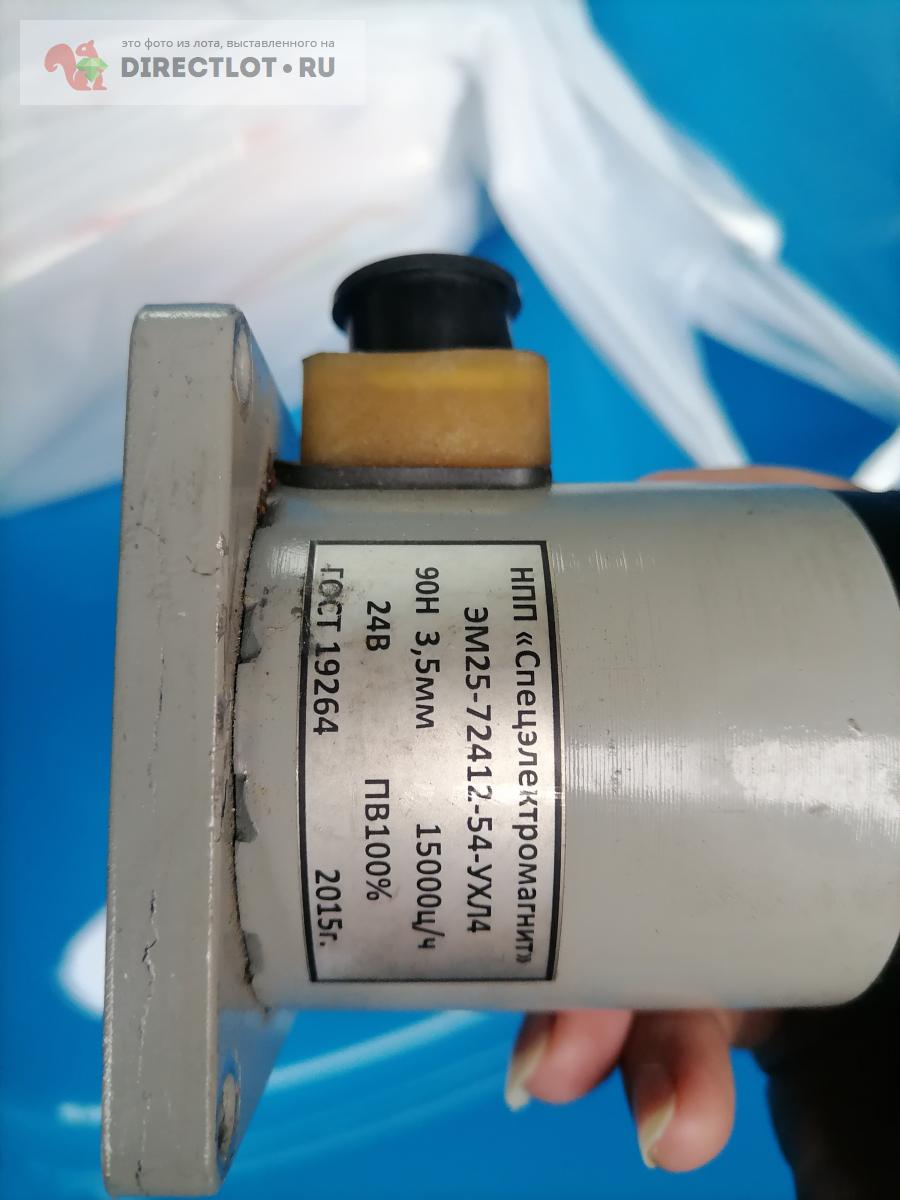 это фото из лота, выставленного на
DIRECTLOT•RU
НПП «Спецэлектромагнит»
ЭМ25-72412-54-УХЛ4
90Н 3,5мм 15000ц/ч
24В ПВ100%
ГОСТ 19264 2015г.